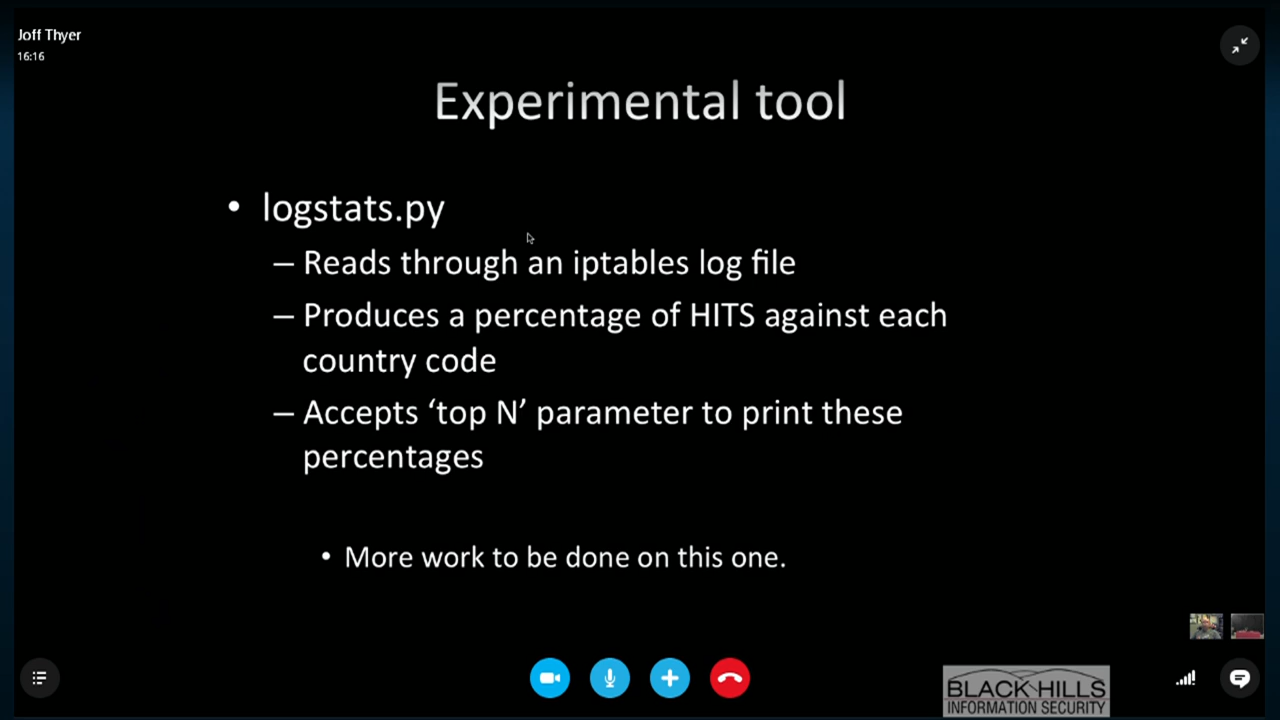 Joff Thyer
16:16
Experimental tool
• logstats.py
– Reads through an iptables log file
– Produces a percentage of HITS against each
country code
– Accepts ‘top N’ parameter to print these
percentages
• More work to be done on this one.
BLACK HILLS
INFORMATION SECURITY